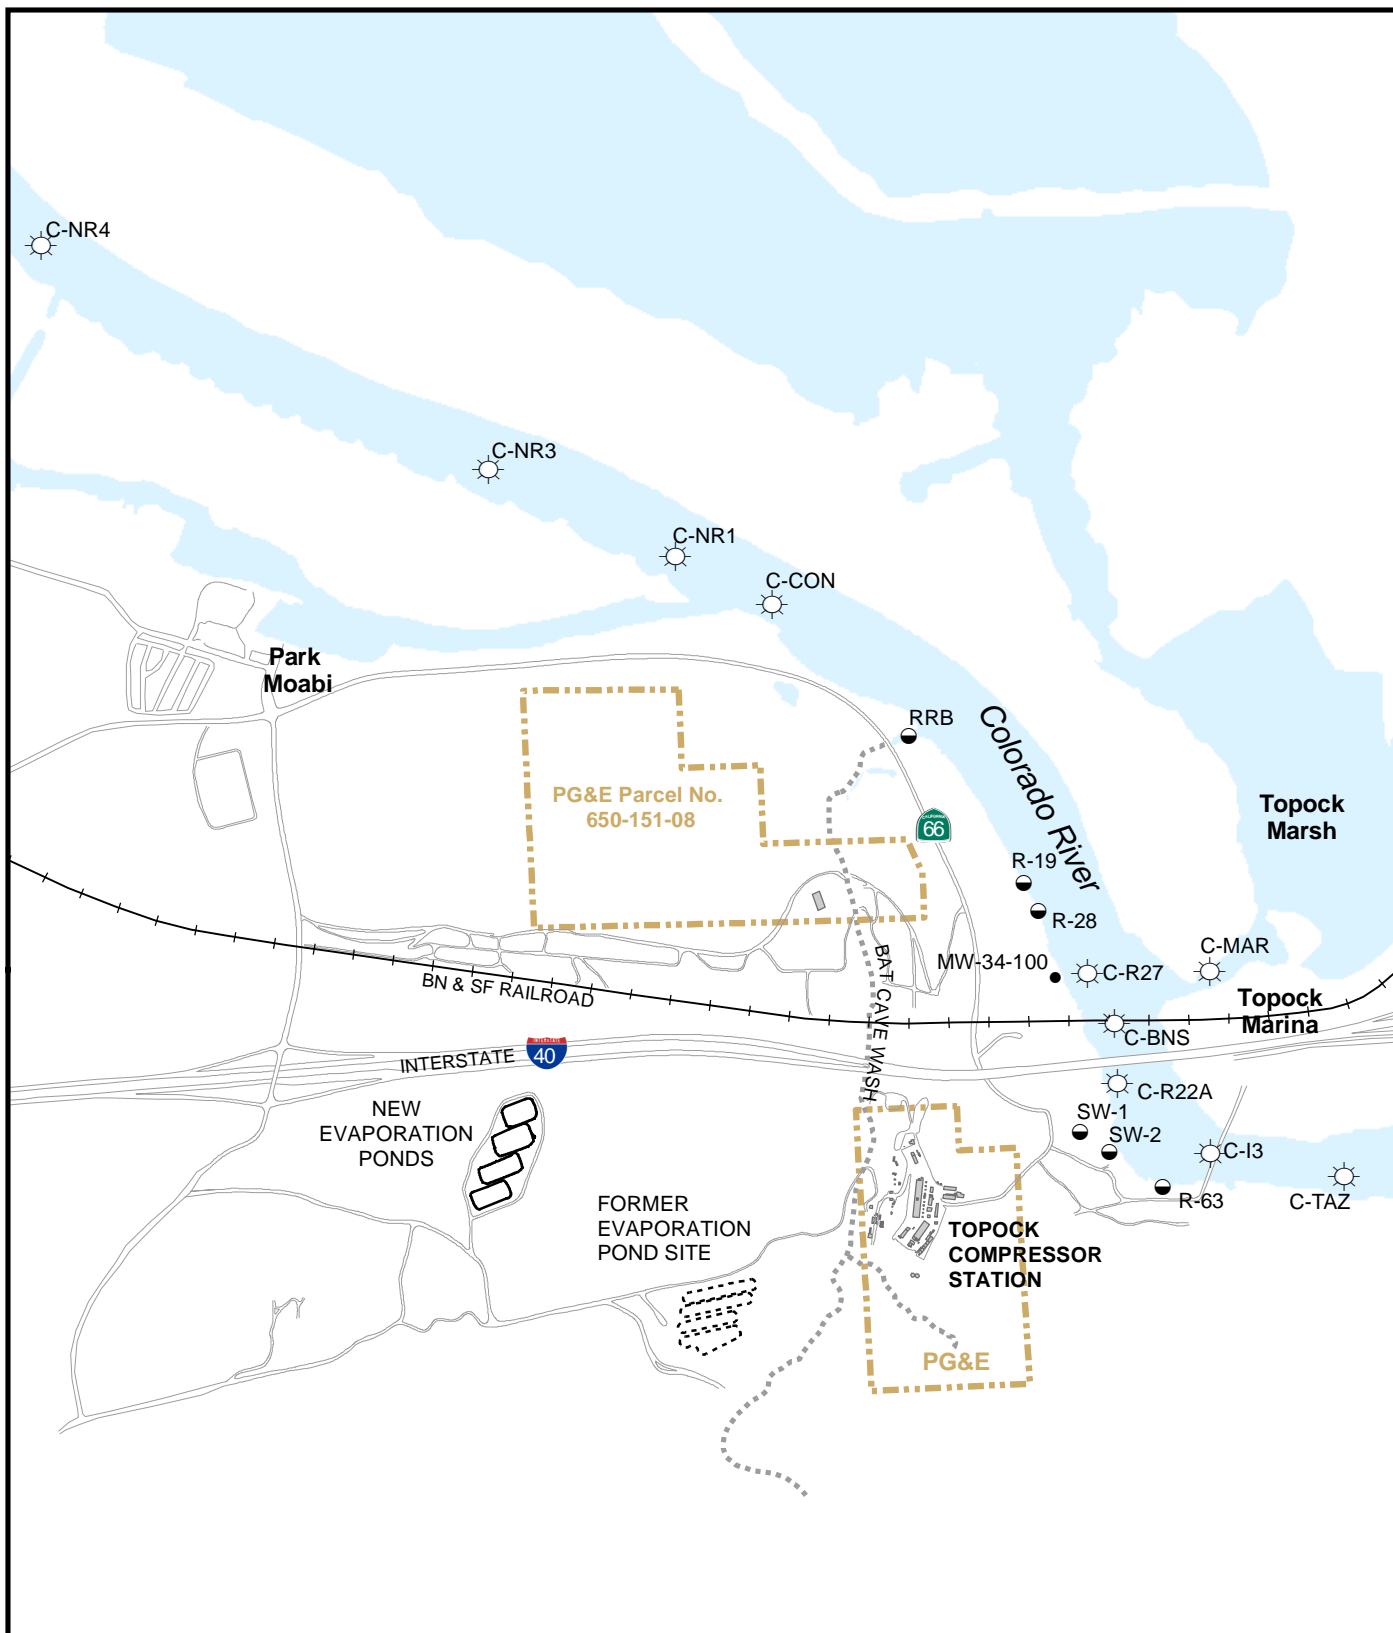 C-NR4
C-NR3
C-NR1
C-CON
Park
Moabi
RRB
Colorado River
PG&E Parcel No.
650-151-08
CALIFORNIA
66
Topock
Marsh
R-19
R-28
C-MAR
MW-34-100
C-R27
BAT CAVE WASH
BN & SF RAILROAD
Topock
Marina
C-BNS
INTERSTATE
INTERSTATE
40
C-R22A
NEW
EVAPORATION
PONDS
SW-1
SW-2
C-I3
R-63
C-TAZ
FORMER
EVAPORATION
POND SITE
TOPOCK
COMPRESSOR
STATION
PG&E